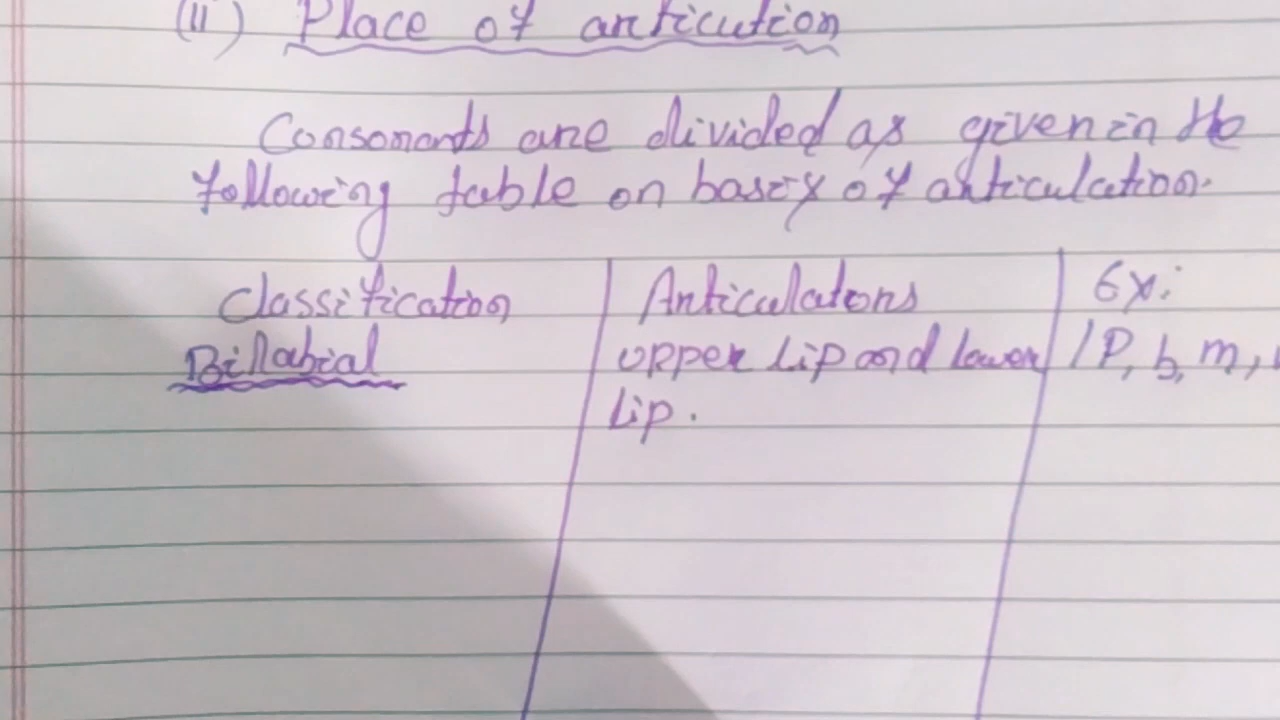 (ii) Place of articution
Consonants are divided as given in the
following table on basis of articulation.
Classification Articulators Ex:
Bilabial upper lip and lower /P, b, m,
lip.